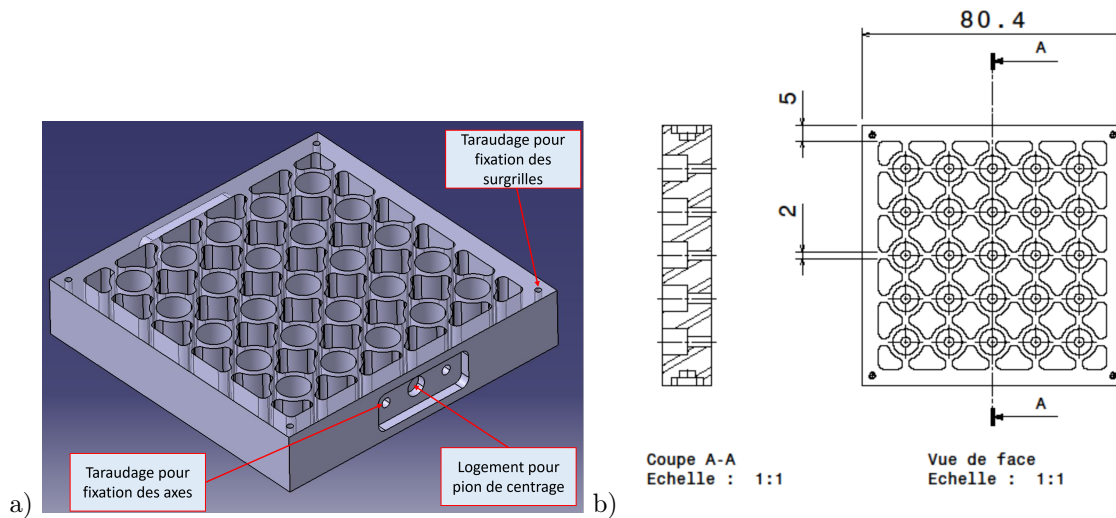 Taraudage pour
fixation des
surgrilles
Taraudage pour
fixation des axes
Logement pour
pion de centrage
a)
80.4
A
5
2
A
Coupe A-A
Echelle : 1:1
Vue de face
Echelle : 1:1
b)